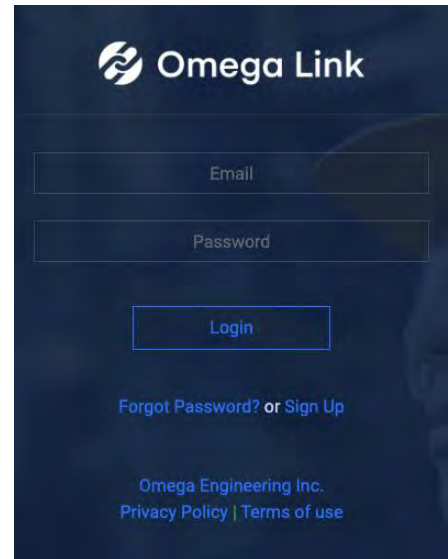 Omega Link
Email
Password
Login
Forgot Password? or Sign Up
Omega Engineering Inc.
Privacy Policy | Terms of use